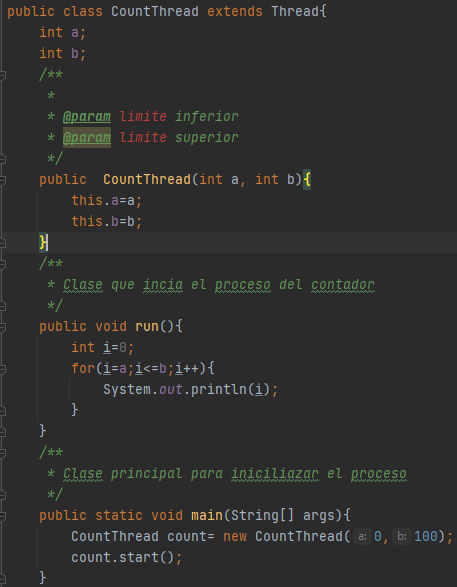 public class CountThread extends Thread{
int a;
int b;
/**
*
* @param limite inferior
* @param limite superior
*/
public  CountThread(int a, int b){
this.a=a;
this.b=b;
}
/**
* Clase que incia el proceso del contador
*/
public void run(){
int i=0;
for(i=a;i<=b;i++){
System.out.println(i);
}
}
/**
* Clase principal para iniciliazar el proceso
*/
public static void main(String[] args){
CountThread count= new CountThread( a: 0, b: 100);
count.start();
}